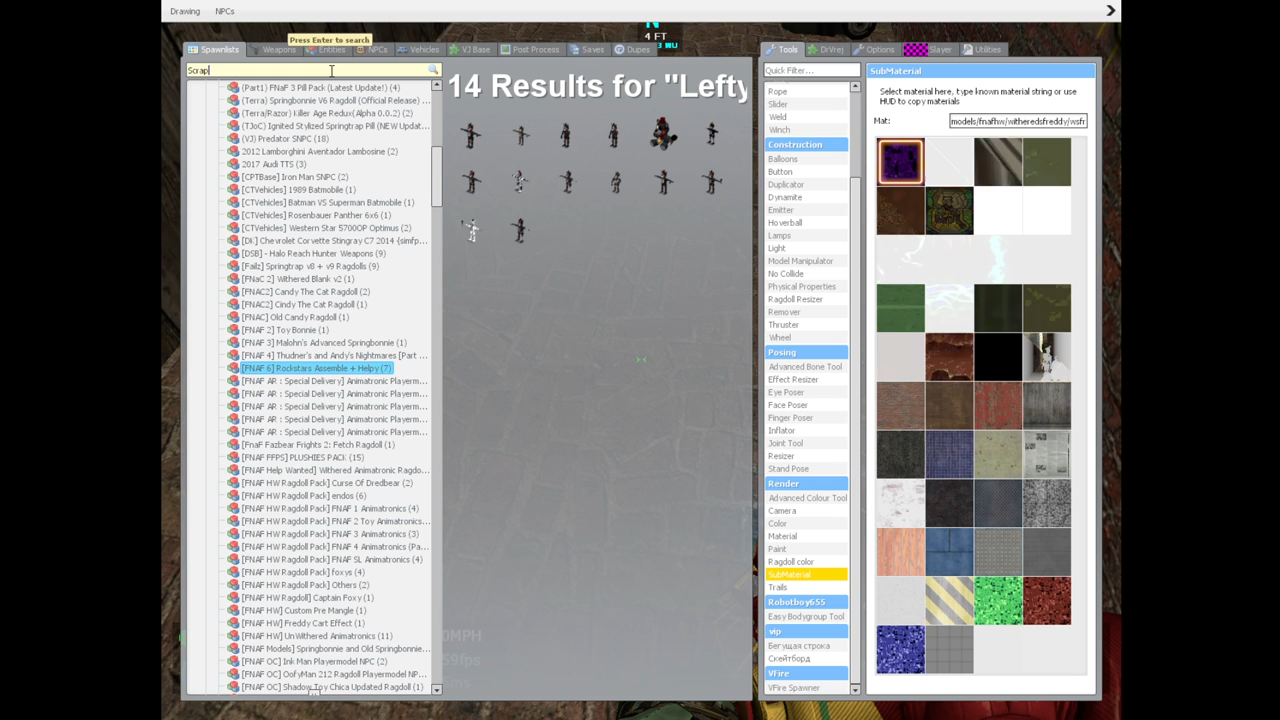 Drawing NPCs
Press Enter to search
4 FT
Spawnlists Weapons Entities NPCs Vehicles VJ Base Post Process Saves Dupes
Tools DrVrej Options Slayer Utilities
Scrap
14 Results for "Lefty
(Part1) FNaF 3 Pill Pack (Latest Update!) (4)
(Terra) Springbonnie V6 Ragdoll (Official Release) ...
(Terra/Razor) Killer Age Redux(Alpha 0.0.2) (2)
(TJoC) Ignited Stylized Springtrap Pill (NEW Updat...
(VJ) Predator SNPC (18)
2012 Lamborghini Aventador Lambosine (2)
2017 Audi TTS (3)
[CPTBase] Iron Man SNPC (2)
[CTVehicles] 1989 Batmobile (1)
[CTVehicles] Batman VS Superman Batmobile (1)
[CTVehicles] Rosenbauer Panther 6x6 (1)
[CTVehicles] Western Star 5700OP Optimus (2)
[DK] Chevrolet Corvette Stingray C7 2014 {simfp...
[DSB] - Halo Reach Hunter Weapons (9)
[Failz] Springtrap v8 + v9 Ragdolls (9)
[FNaC 2] Withered Blank v2 (1)
[FNAC2] Candy The Cat Ragdoll (2)
[FNAC2] Cindy The Cat Ragdoll (1)
[FNAC] Old Candy Ragdoll (1)
[FNAF 2] Toy Bonnie (1)
[FNAF 3] Malohn's Advanced Springbonnie (1)
[FNAF 4] Thudner's and Andy's Nightmares [Part ...
[FNAF 6] Rockstars Assemble + Helpy (7)
[FNAF AR : Special Delivery] Animatronic Playerm...
[FNAF AR : Special Delivery] Animatronic Playerm...
[FNAF AR : Special Delivery] Animatronic Playerm...
[FNAF AR : Special Delivery] Animatronic Playerm...
[FNAF AR : Special Delivery] Animatronic Playerm...
[FnaF Fazbear Frights 2: Fetch Ragdoll (1)
[FNAF FFPS] PLUSHIES PACK (15)
[FNAF Help Wanted] Withered Animatronic Ragdo...
[FNAF HW Ragdoll Pack] Curse Of Dredbear (2)
[FNAF HW Ragdoll Pack] endos (6)
[FNAF HW Ragdoll Pack] FNAF 1 Animatronics (4)
[FNAF HW Ragdoll Pack] FNAF 2 Toy Animatronics...
[FNAF HW Ragdoll Pack] FNAF 3 Animatronics (3)
[FNAF HW Ragdoll Pack] FNAF 4 Animatronics (Pa...
[FNAF HW Ragdoll Pack] FNAF SL Animatronics (4)
[FNAF HW Ragdoll Pack] foxys (4)
[FNAF HW Ragdoll Pack] Others (2)
[FNAF HW Ragdoll] Captain Foxy (1)
[FNAF HW] Custom Pre Mangle (1)
[FNAF HW] Freddy Cart Effect (1)
[FNAF HW] UnWithered Animatronics (11)
[FNAF Models] Springbonnie and Old Springbonnie...
[FNAF OC] Ink Man Playermodel NPC (2)
[FNAF OC] OofyMan 212 Ragdoll Playermodel NP...
[FNAF OC] Shadow Toy Chica Updated Ragdoll (1)
0MPH
59fps
Quick Filter...
Rope
Slider
Weld
Winch
Construction
Balloons
Button
Duplicator
Dynamite
Emitter
Hoverball
Lamps
Light
Model Manipulator
No Collide
Physical Properties
Ragdoll Resizer
Remover
Thruster
Wheel
Posing
Advanced Bone Tool
Effect Resizer
Eye Poser
Face Poser
Finger Poser
Inflator
Joint Tool
Resizer
Stand Pose
Render
Advanced Colour Tool
Camera
Color
Material
Paint
Ragdoll color
SubMaterial
Trails
Robotboy655
Easy Bodygroup Tool
vip
Бегущая строка
Скейтборд
VFire
VFire Spawner
SubMaterial
Select material here, type known material string or use
HUD to copy materials
Mat: models/fnafhw/witheredsfreddy/wsfr